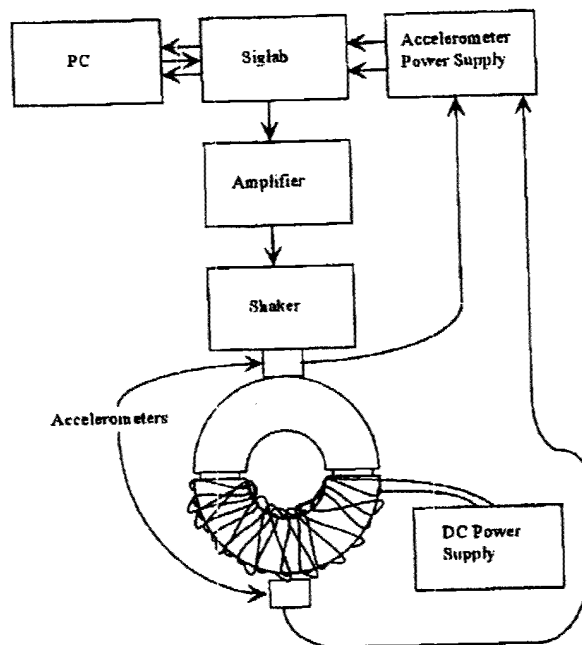 PC
Siglab
Accelerometer
Power Supply
Amplifier
Shaker
Accelerometers
DC Power
Supply